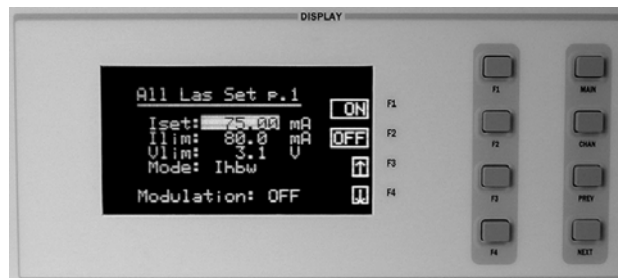 DISPLAY
All Las Set p.1
Iset: 75.00 mA
Ilim: 80.0 mA
Vlim: 3.1 V
Mode: Ihbw
Modulation: OFF
ON F1
OFF F2
F3
F4
F1 MAIN
F2 CHAN
F3 PREV
F4 NEXT